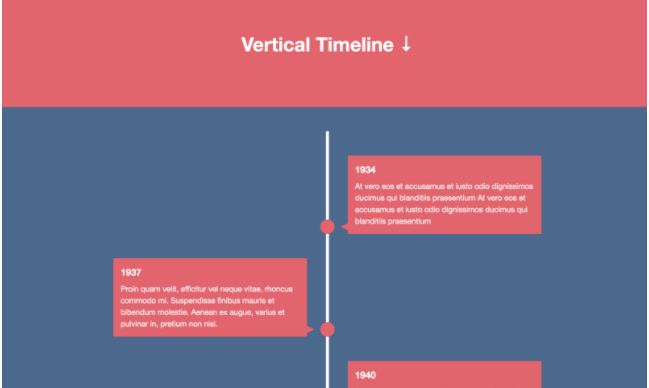 Vertical Timeline ↓
1934
At vero eos et accusamus et iusto odio dignissimos
ducimus qui blanditiis praesentium At vero eos et
accusamus et iusto odio dignissimos ducimus qui
blanditiis praesentium
1937
Proin quam velit, efficitur vel neque vitae, rhoncus
commodo mi. Suspendisse finibus mauris et
bibendum molestie. Aenean ex augue, varius et
pulvinar in, pretium non nisi.
1940